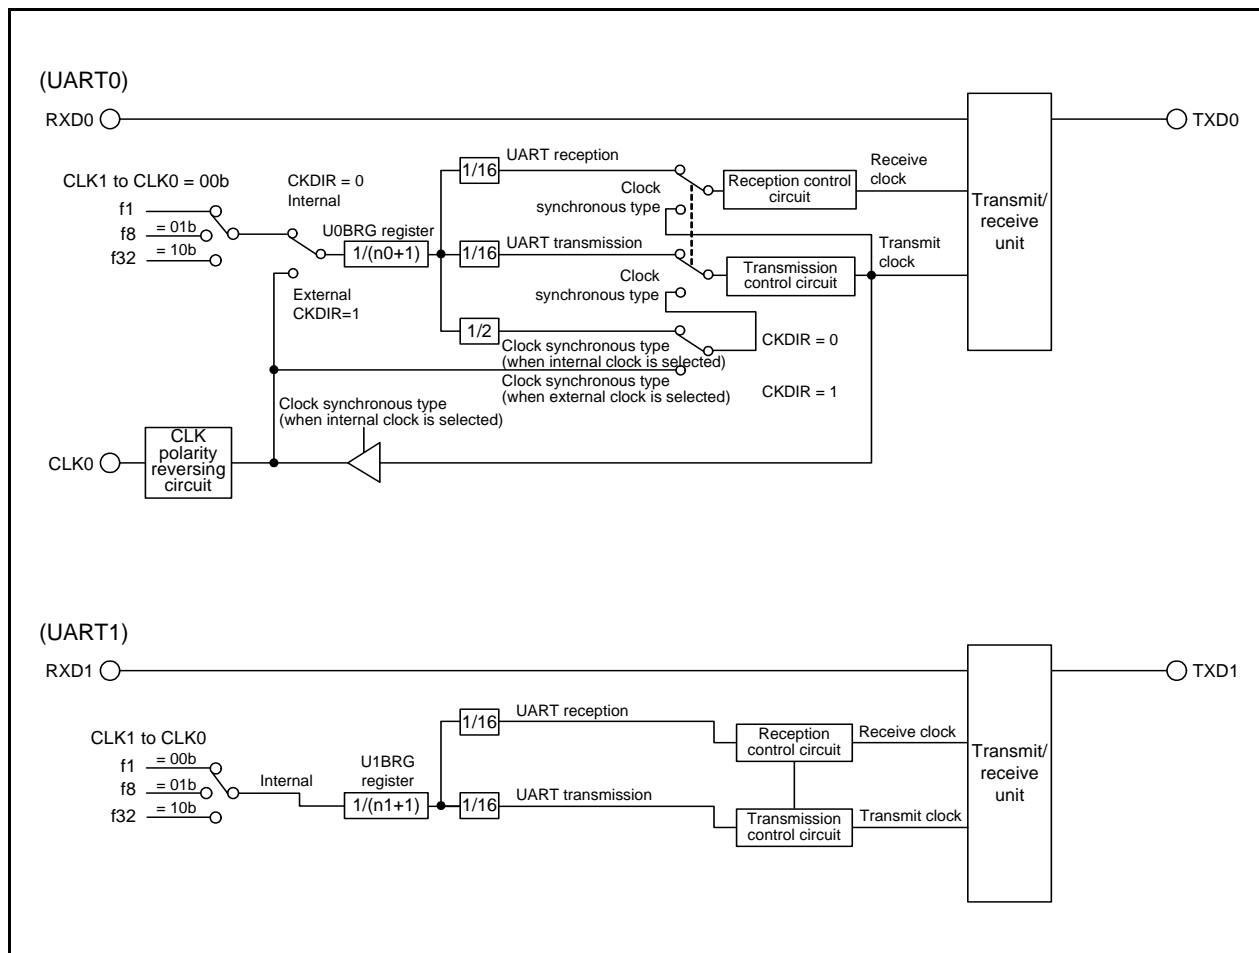 (UART0)
RXD0
TXD0
1/16
UART reception
CLK1 to CLK0 = 00b
CKDIR = 0
Internal
Clock
synchronous type
Reception control
circuit
Receive
clock
Transmit/
receive
unit
f1
f8
= 01b
f32
= 10b
U0BRG register
1/(n0+1)
1/16
UART transmission
Clock
synchronous type
Transmission
control circuit
Transmit
clock
External
CKDIR=1
1/2
Clock synchronous type
(when internal clock is selected)
CKDIR = 0
Clock synchronous type
(when external clock is selected)
CKDIR = 1
Clock synchronous type
(when internal clock is selected)
CLK0
CLK
polarity
reversing
circuit
(UART1)
RXD1
TXD1
1/16
UART reception
CLK1 to CLK0
f1
= 00b
f8
= 01b
f32
= 10b
Internal
U1BRG
register
1/(n1+1)
1/16
UART transmission
Reception
control circuit
Receive clock
Transmission
control circuit
Transmit clock
Transmit/
receive
unit